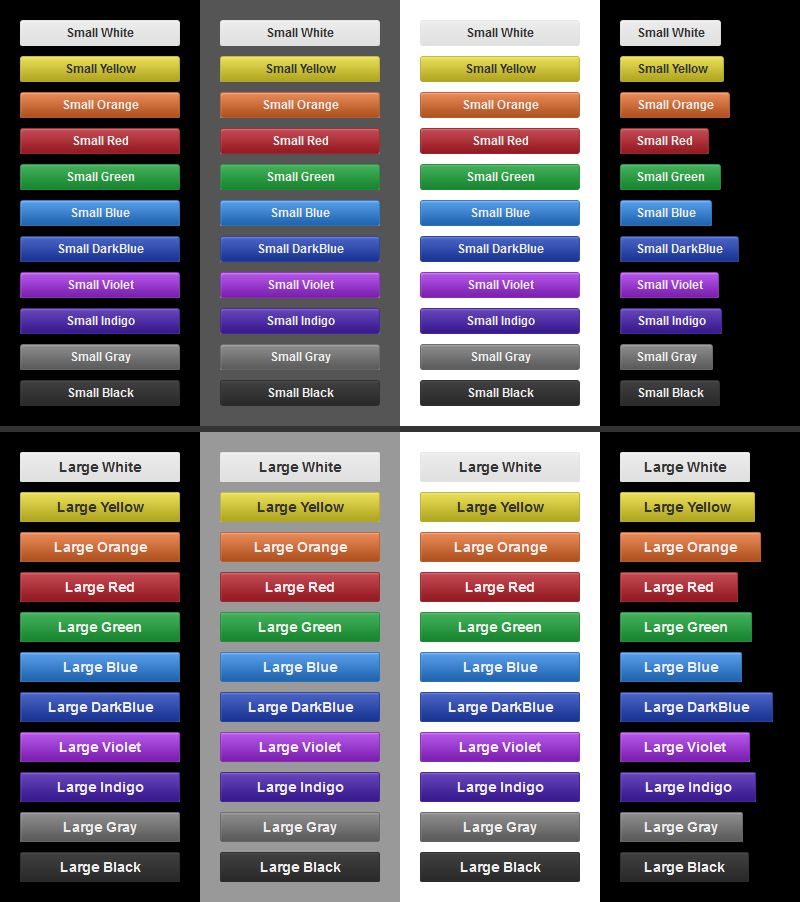 Small White Small White Small White Small White
Small Yellow Small Yellow Small Yellow Small Yellow
Small Orange Small Orange Small Orange Small Orange
Small Red Small Red Small Red Small Red
Small Green Small Green Small Green Small Green
Small Blue Small Blue Small Blue Small Blue
Small DarkBlue Small DarkBlue Small DarkBlue Small DarkBlue
Small Violet Small Violet Small Violet Small Violet
Small Indigo Small Indigo Small Indigo Small Indigo
Small Gray Small Gray Small Gray Small Gray
Small Black Small Black Small Black Small Black
Large White Large White Large White Large White
Large Yellow Large Yellow Large Yellow Large Yellow
Large Orange Large Orange Large Orange Large Orange
Large Red Large Red Large Red Large Red
Large Green Large Green Large Green Large Green
Large Blue Large Blue Large Blue Large Blue
Large DarkBlue Large DarkBlue Large DarkBlue Large DarkBlue
Large Violet Large Violet Large Violet Large Violet
Large Indigo Large Indigo Large Indigo Large Indigo
Large Gray Large Gray Large Gray Large Gray
Large Black Large Black Large Black Large Black